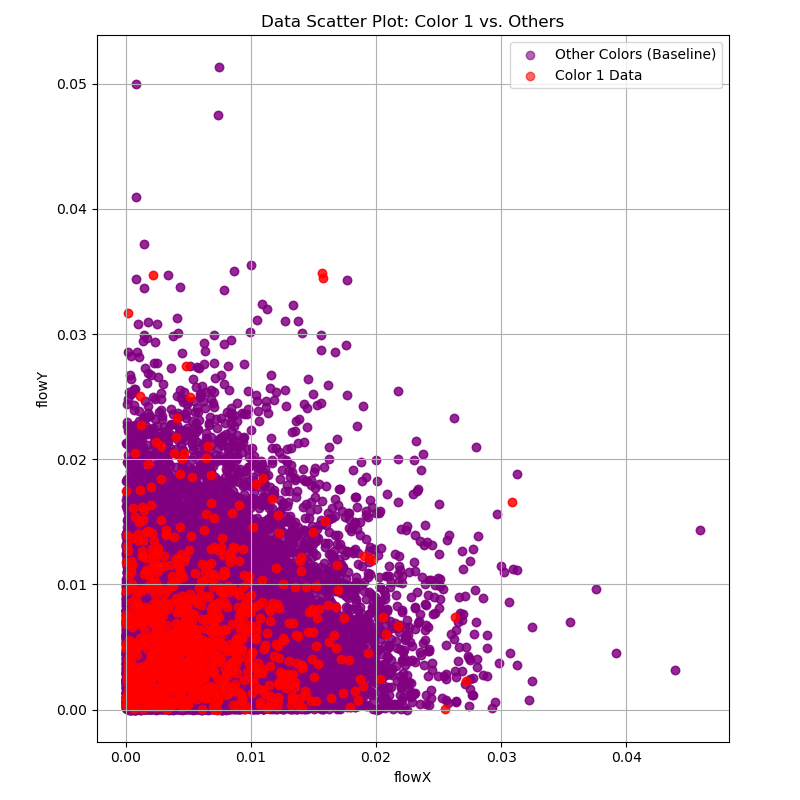 Data Scatter Plot: Color 1 vs. Others
Other Colors (Baseline)
Color 1 Data
0.05
0.04
0.03
0.02
0.01
0.00
flowY
0.00 0.01 0.02 0.03 0.04
flowX